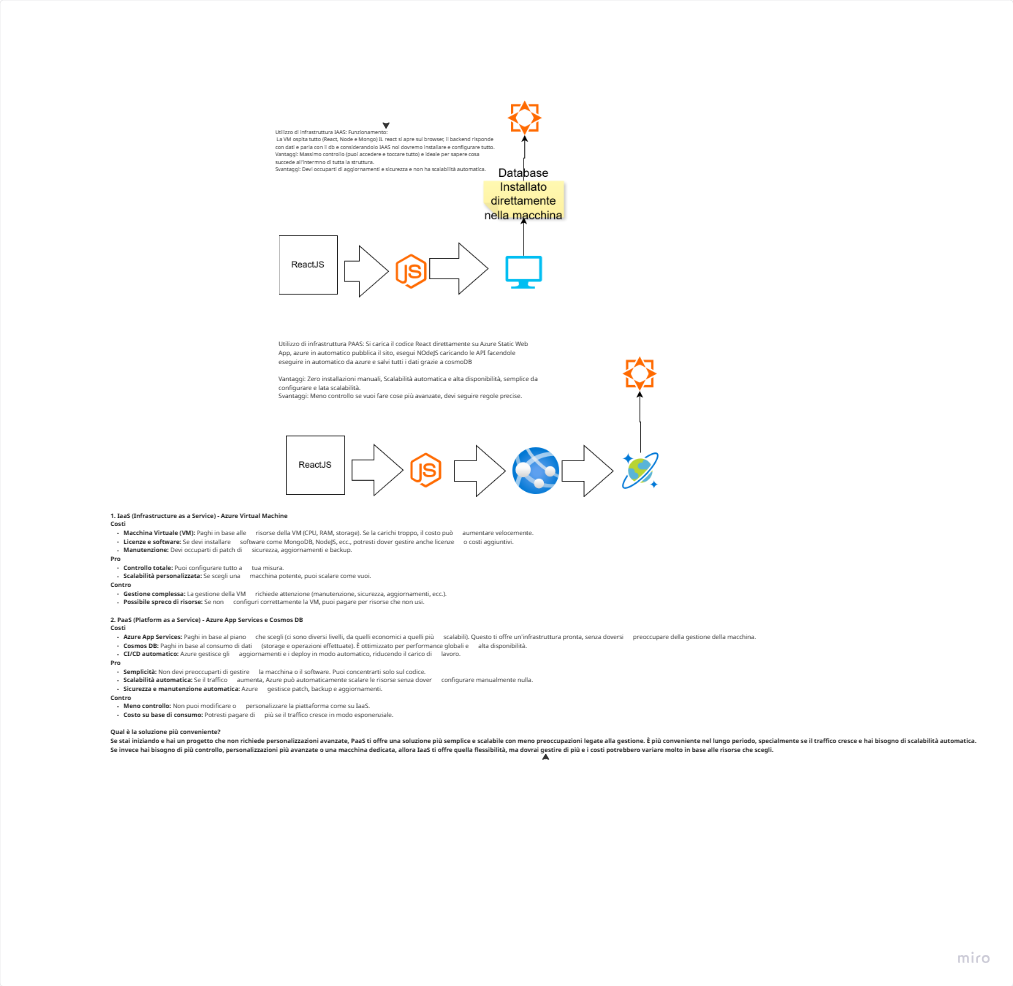 Utilizzo di infrastruttura IAAS: Funzionamento:
La VM ospita tutto (React, Node e Mongo) IL react si apre sul browser, il backend risponde
con dati e parla con il db e considerandolo IAAS noi dovremo installare e configurare tutto.
Vantaggi: Massimo controllo (puoi accedere e toccare tutto) e ideale per sapere cosa
succede all'intermno di tutta la struttura.
Svantaggi: Devi occuparti di aggiornamenti e sicurezza e non ha scalabilità automatica.
Database
Installato
direttamente
nella macchina
ReactJS
JS
Utilizzo di infrastruttura PAAS: Si carica il codice React direttamente su Azure Static Web
App, azure in automatico pubblica il sito, esegui NOdeJS caricando le API facendole
eseguire in automatico da azure e salvi tutti i dati grazie a cosmoDB
Vantaggi: Zero installazioni manuali, Scalabilità automatica e alta disponibilità, semplice da
configurare e lata scalabilità.
Svantaggi: Meno controllo se vuoi fare cose più avanzate, devi seguire regole precise.
ReactJS
JS
1. IaaS (Infrastructure as a Service) - Azure Virtual Machine
Costi
- Macchina Virtuale (VM): Paghi in base alle risorse della VM (CPU, RAM, storage). Se la carichi troppo, il costo può aumentare velocemente.
- Licenze e software: Se devi installare software come MongoDB, NodeJS, ecc., potresti dover gestire anche licenze o costi aggiuntivi.
- Manutenzione: Devi occuparti di patch di sicurezza, aggiornamenti e backup.
Pro
- Controllo totale: Puoi configurare tutto a tua misura.
- Scalabilità personalizzata: Se scegli una macchina potente, puoi scalare come vuoi.
Contro
- Gestione complessa: La gestione della VM richiede attenzione (manutenzione, sicurezza, aggiornamenti, ecc.).
- Possibile spreco di risorse: Se non configuri correttamente la VM, puoi pagare per risorse che non usi.
2. PaaS (Platform as a Service) - Azure App Services e Cosmos DB
Costi
- Azure App Services: Paghi in base al piano che scegli (ci sono diversi livelli, da quelli economici a quelli più scalabili). Questo ti offre un'infrastruttura pronta, senza doversi preoccupare della gestione della macchina.
- Cosmos DB: Paghi in base al consumo di dati (storage e operazioni effettuate). È ottimizzato per performance globali e alta disponibilità.
- CI/CD automatico: Azure gestisce gli aggiornamenti e i deploy in modo automatico, riducendo il carico di lavoro.
Pro
- Semplicità: Non devi preoccuparti di gestire la macchina o il software. Puoi concentrarti solo sul codice.
- Scalabilità automatica: Se il traffico aumenta, Azure può automaticamente scalare le risorse senza dover configurare manualmente nulla.
- Sicurezza e manutenzione automatica: Azure gestisce patch, backup e aggiornamenti.
Contro
- Meno controllo: Non puoi modificare o personalizzare la piattaforma come su IaaS.
- Costo su base di consumo: Potresti pagare di più se il traffico cresce in modo esponenziale.
Qual è la soluzione più conveniente?
Se stai iniziando e hai un progetto che non richiede personalizzazioni avanzate, PaaS ti offre una soluzione più semplice e scalabile con meno preoccupazioni legate alla gestione. È più conveniente nel lungo periodo, specialmente se il traffico cresce e hai bisogno di scalabilità automatica.
Se invece hai bisogno di più controllo, personalizzazioni più avanzate o una macchina dedicata, allora IaaS ti offre quella flessibilità, ma dovrai gestire di più e i costi potrebbero variare molto in base alle risorse che scegli.
miro